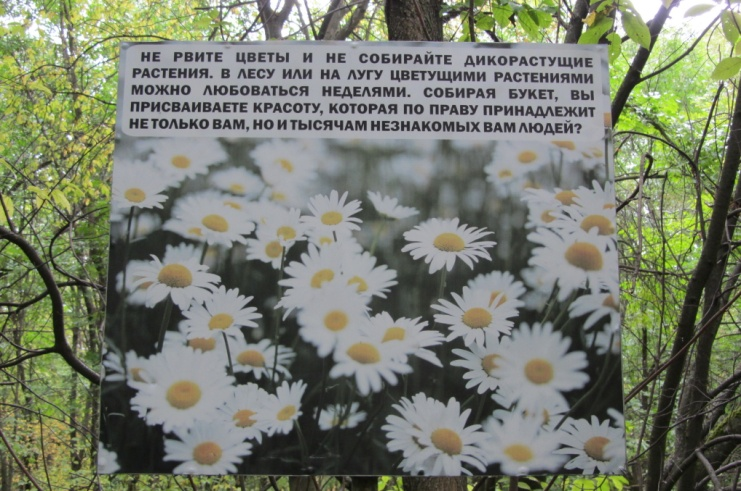 НЕ РВИТЕ ЦВЕТЫ И НЕ СОБИРАЙТЕ ДИКОРАСТУЩИЕ
РАСТЕНИЯ. В ЛЕСУ ИЛИ НА ЛУГУ ЦВЕТУЩИМИ РАСТЕНИЯМИ
МОЖНО ЛЮБОВАТЬСЯ НЕДЕЛЯМИ. СОБИРАЯ БУКЕТ, ВЫ
ПРИСВАИВАЕТЕ КРАСОТУ, КОТОРАЯ ПО ПРАВУ ПРИНАДЛЕЖИТ
НЕ ТОЛЬКО ВАМ, НО И ТЫСЯЧАМ НЕЗНАКОМЫХ ВАМ ЛЮДЕЙ?